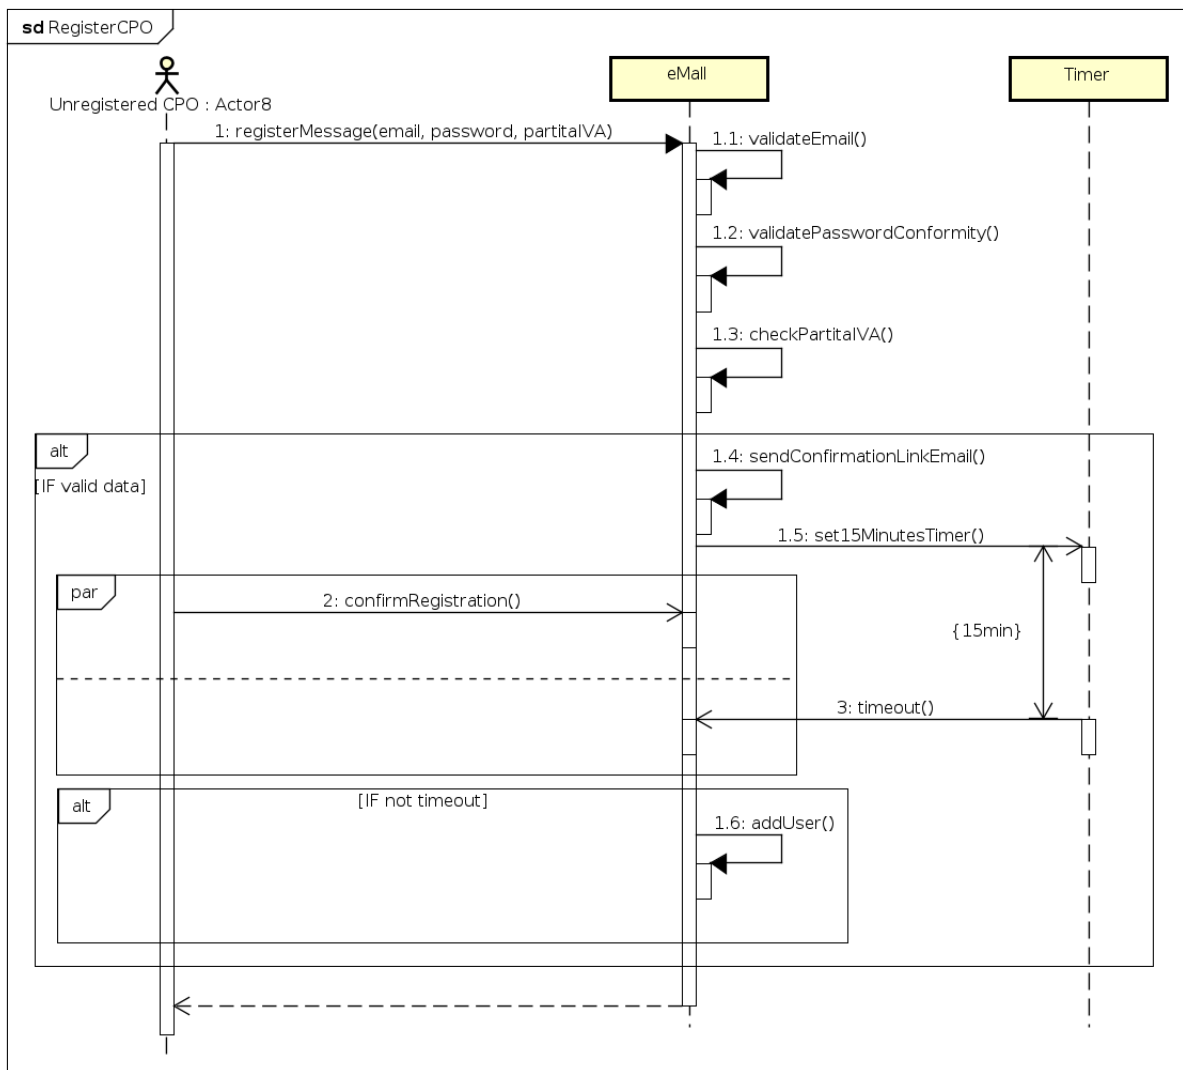 sd RegisterCPO
eMall
Timer
Unregistered CPO : Actor8
1: registerMessage(email, password, partitaIVA)
1.1: validateEmail()
1.2: validatePasswordConformity()
1.3: checkPartitaIVA()
alt
[IF valid data]
1.4: sendConfirmationLinkEmail()
1.5: set15MinutesTimer()
par
2: confirmRegistration()
{15min}
3: timeout()
alt
[IF not timeout]
1.6: addUser()